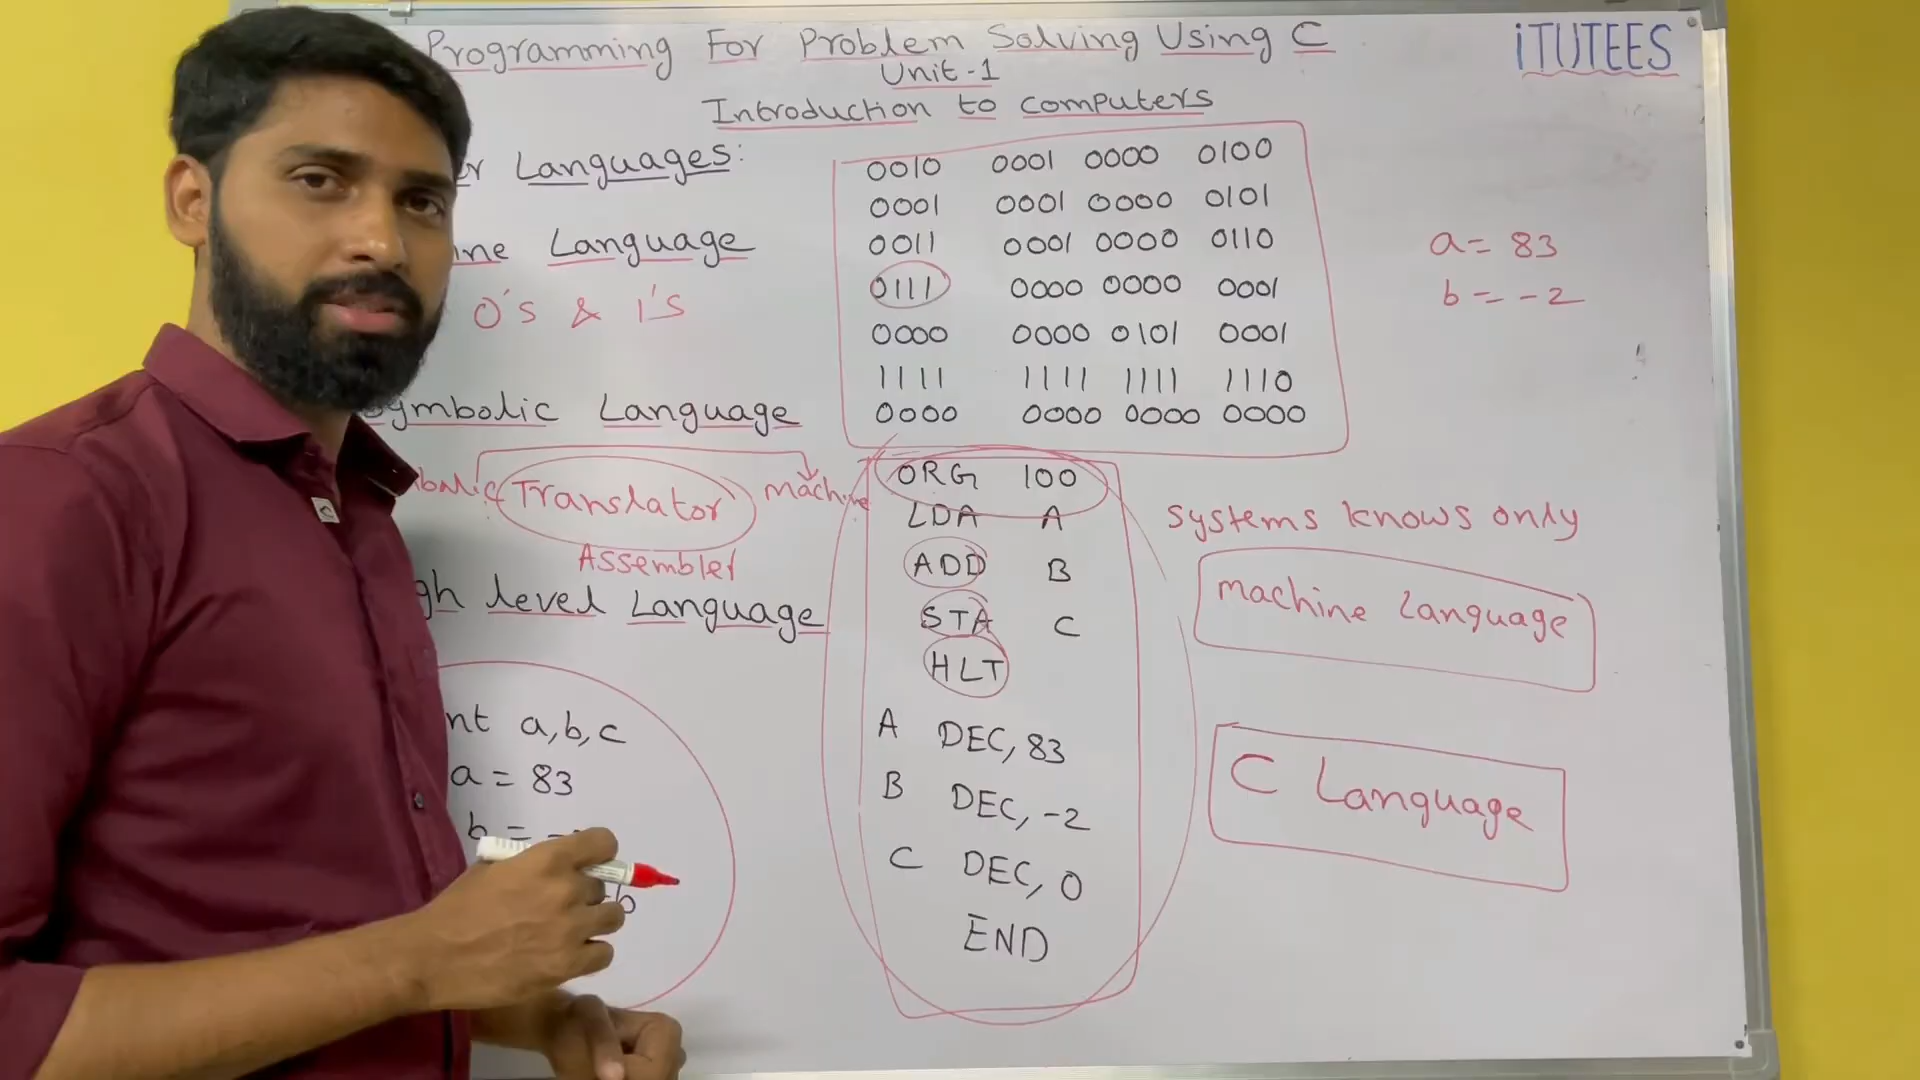 Programming For Problem Solving Using C
iTUTEES
Unit-1
Introduction to computers
Languages:
Language
0's & 1's
Symbolic Language
Translator machine
Assembler
level Language
a,b,c
a = 83
b =
0010 0001 0000 0100
0001 0001 0000 0101
0011 0001 0000 0110
0111 0000 0000 0001
0000 0000 0101 0001
1111 1111 1111 1110
0000 0000 0000 0000
ORG 100
LDA A
ADD B
STA C
HLT
A DEC, 83
B DEC, -2
C DEC, 0
END
a= 83
b = -2
systems knows only
machine Language
C Language